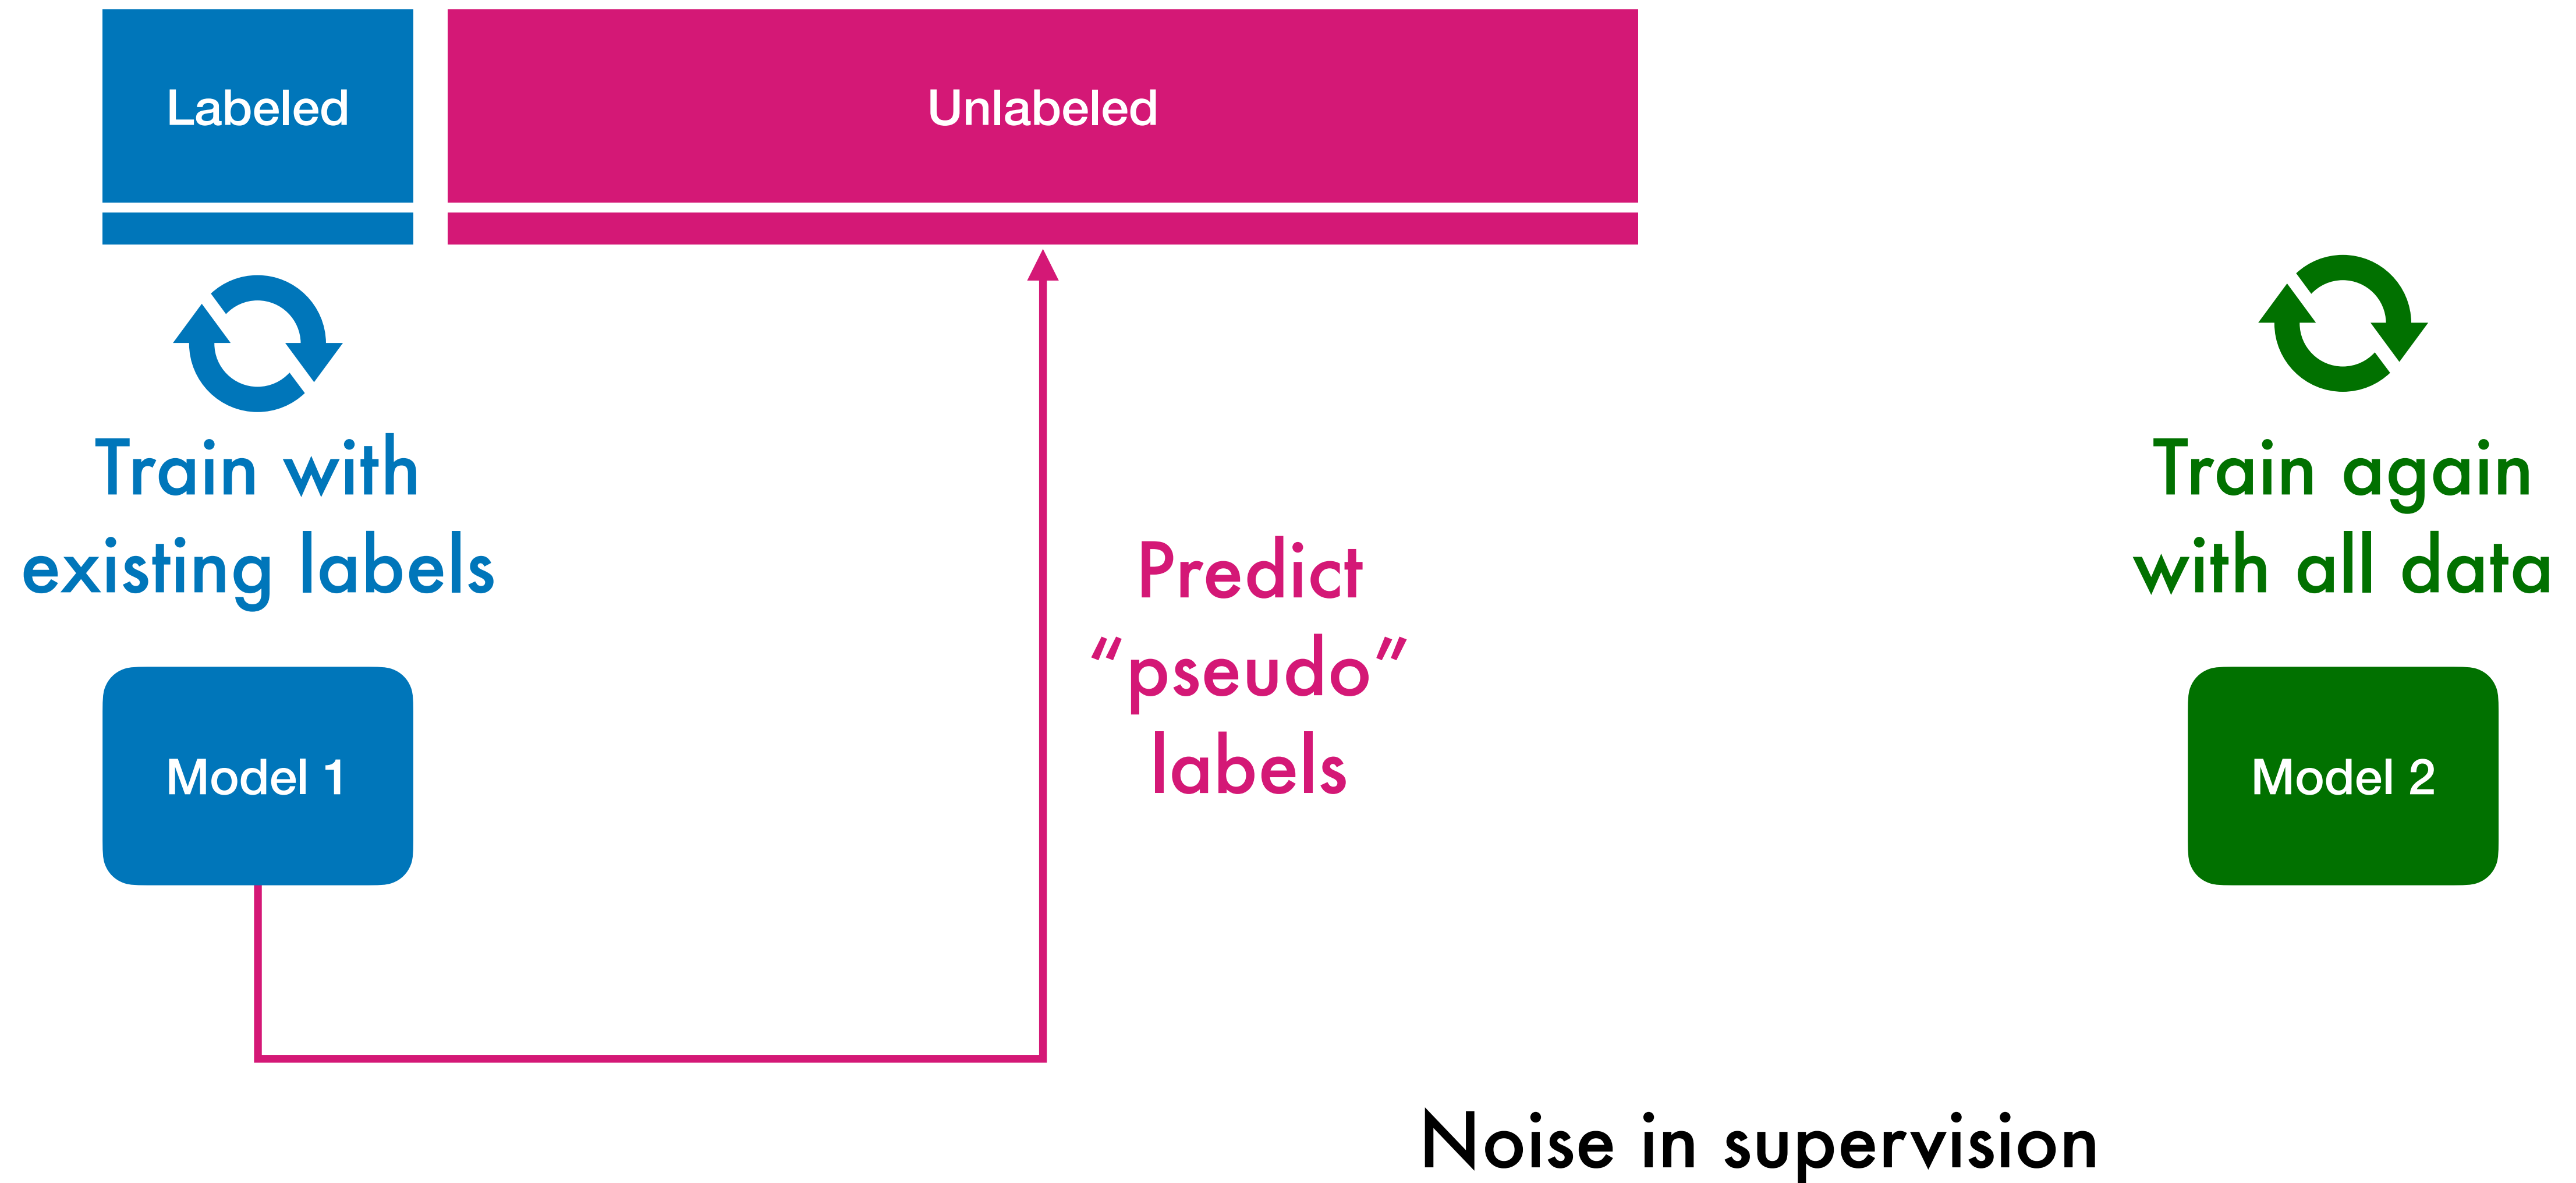 Labeled
Unlabeled
Train with
existing labels
Model 1
Predict
“pseudo”
labels
Train again
with all data
Model 2
Noise in supervision